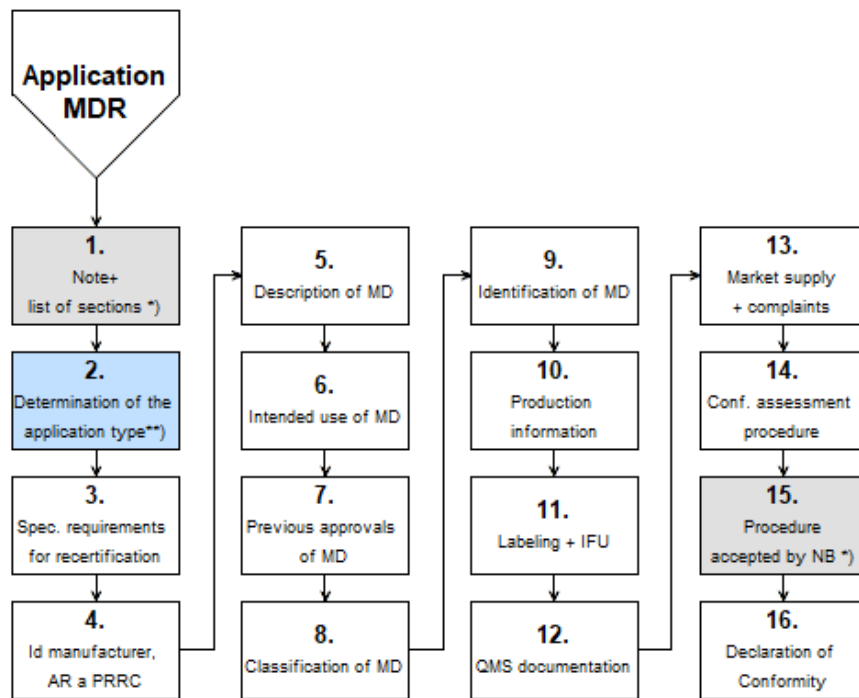 Application
MDR
1.
Note+
list of sections *)
2.
Determination of the
application type**)
3.
Spec. requirements
for recertification
4.
Id manufacturer,
AR a PRRC
5.
Description of MD
6.
Intended use of MD
7.
Previous approvals
of MD
8.
Classification of MD
9.
Identification of MD
10.
Production
information
11.
Labeling + IFU
12.
QMS documentation
13.
Market supply
+ complaints
14.
Conf. assessment
procedure
15.
Procedure
accepted by NB *)
16.
Declaration of
Conformity